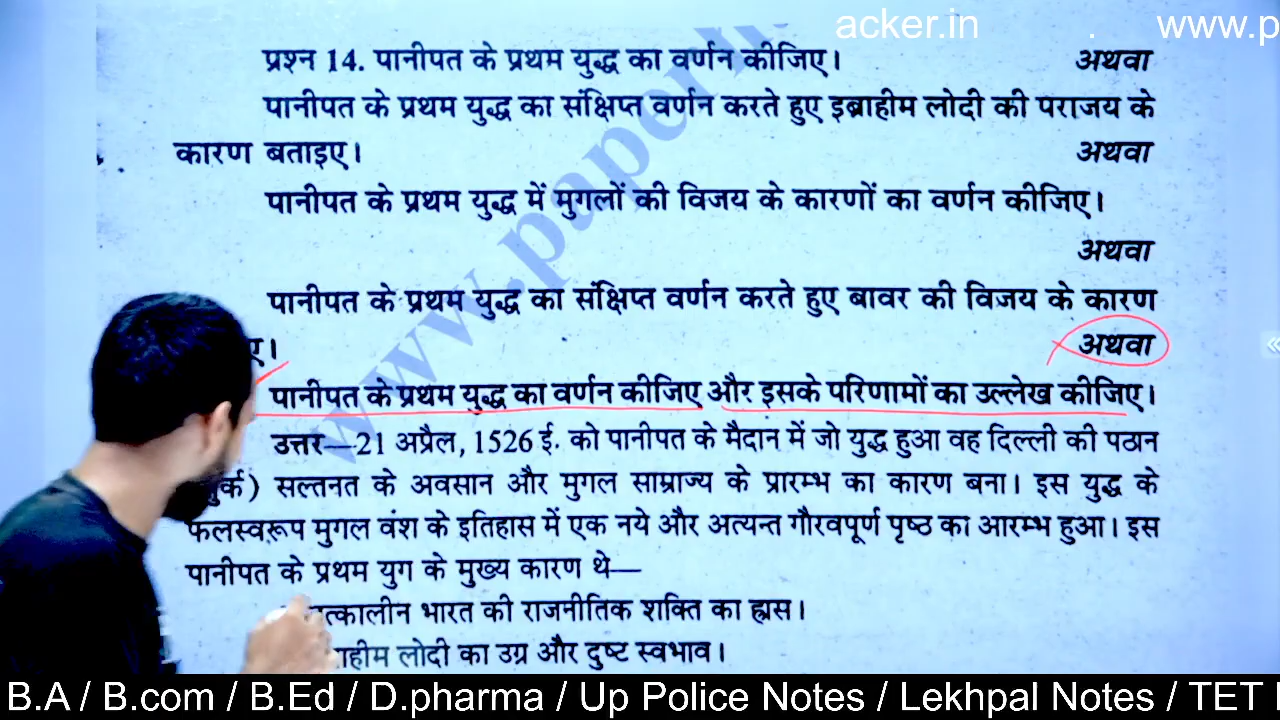 acker.in . www.p
प्रश्न 14. पानीपत के प्रथम युद्ध का वर्णन कीजिए। अथवा
पानीपत के प्रथम युद्ध का संक्षिप्त वर्णन करते हुए इब्राहीम लोदी की पराजय के
कारण बताइए। अथवा
पानीपत के प्रथम युद्ध में मुगलों की विजय के कारणों का वर्णन कीजिए।
अथवा
पानीपत के प्रथम युद्ध का संक्षिप्त वर्णन करते हुए बावर की विजय के कारण
ए। अथवा
पानीपत के प्रथम युद्ध का वर्णन कीजिए और इसके परिणामों का उल्लेख कीजिए।
उत्तर—21 अप्रैल, 1526 ई. को पानीपत के मैदान में जो युद्ध हुआ वह दिल्ली की पठान
र्क) सल्तनत के अवसान और मुगल साम्राज्य के प्रारम्भ का कारण बना। इस युद्ध के
फलस्वरूप मुगल वंश के इतिहास में एक नये और अत्यन्त गौरवपूर्ण पृष्ठ का आरम्भ हुआ। इस
पानीपत के प्रथम युग के मुख्य कारण थे—
त्कालीन भारत की राजनीतिक शक्ति का ह्रास।
ाहीम लोदी का उग्र और दुष्ट स्वभाव।
www.paper
B.A / B.com / B.Ed / D.pharma / Up Police Notes / Lekhpal Notes / TET